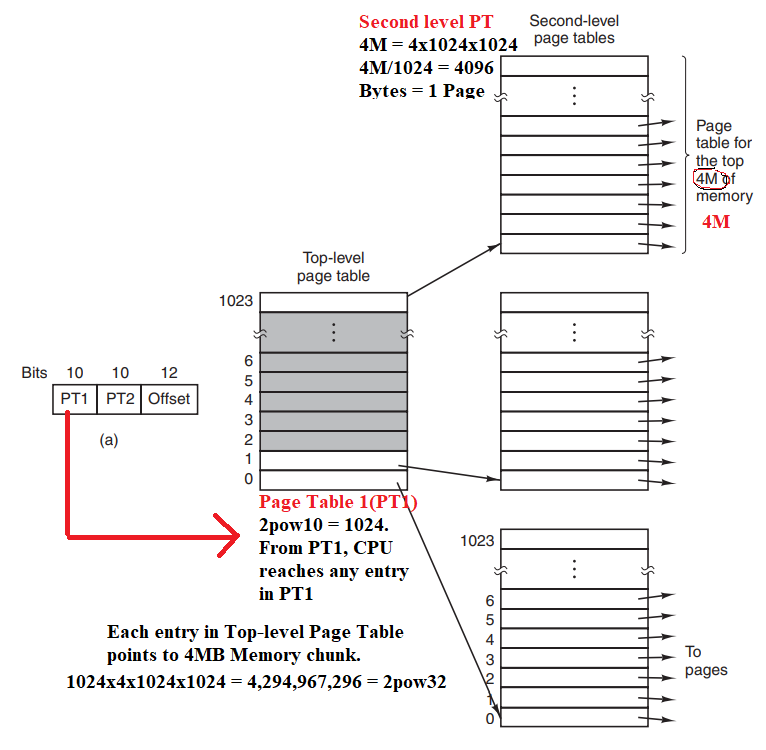 Second level PT
4M = 4x1024x1024
4M/1024 = 4096
Bytes = 1 Page
Second-level
page tables
Page
table for
the top
4M of
memory
4M
Top-level
page table
1023
6
5
4
3
2
1
0
Bits 10 10 12
PT1 PT2 Offset
(a)
Page Table 1(PT1)
2pow10 = 1024.
From PT1, CPU
reaches any entry
in PT1
Each entry in Top-level Page Table
points to 4MB Memory chunk.
1024x4x1024x1024 = 4,294,967,296 = 2pow32
1023
6
5
4
3
2
1
0
To
pages